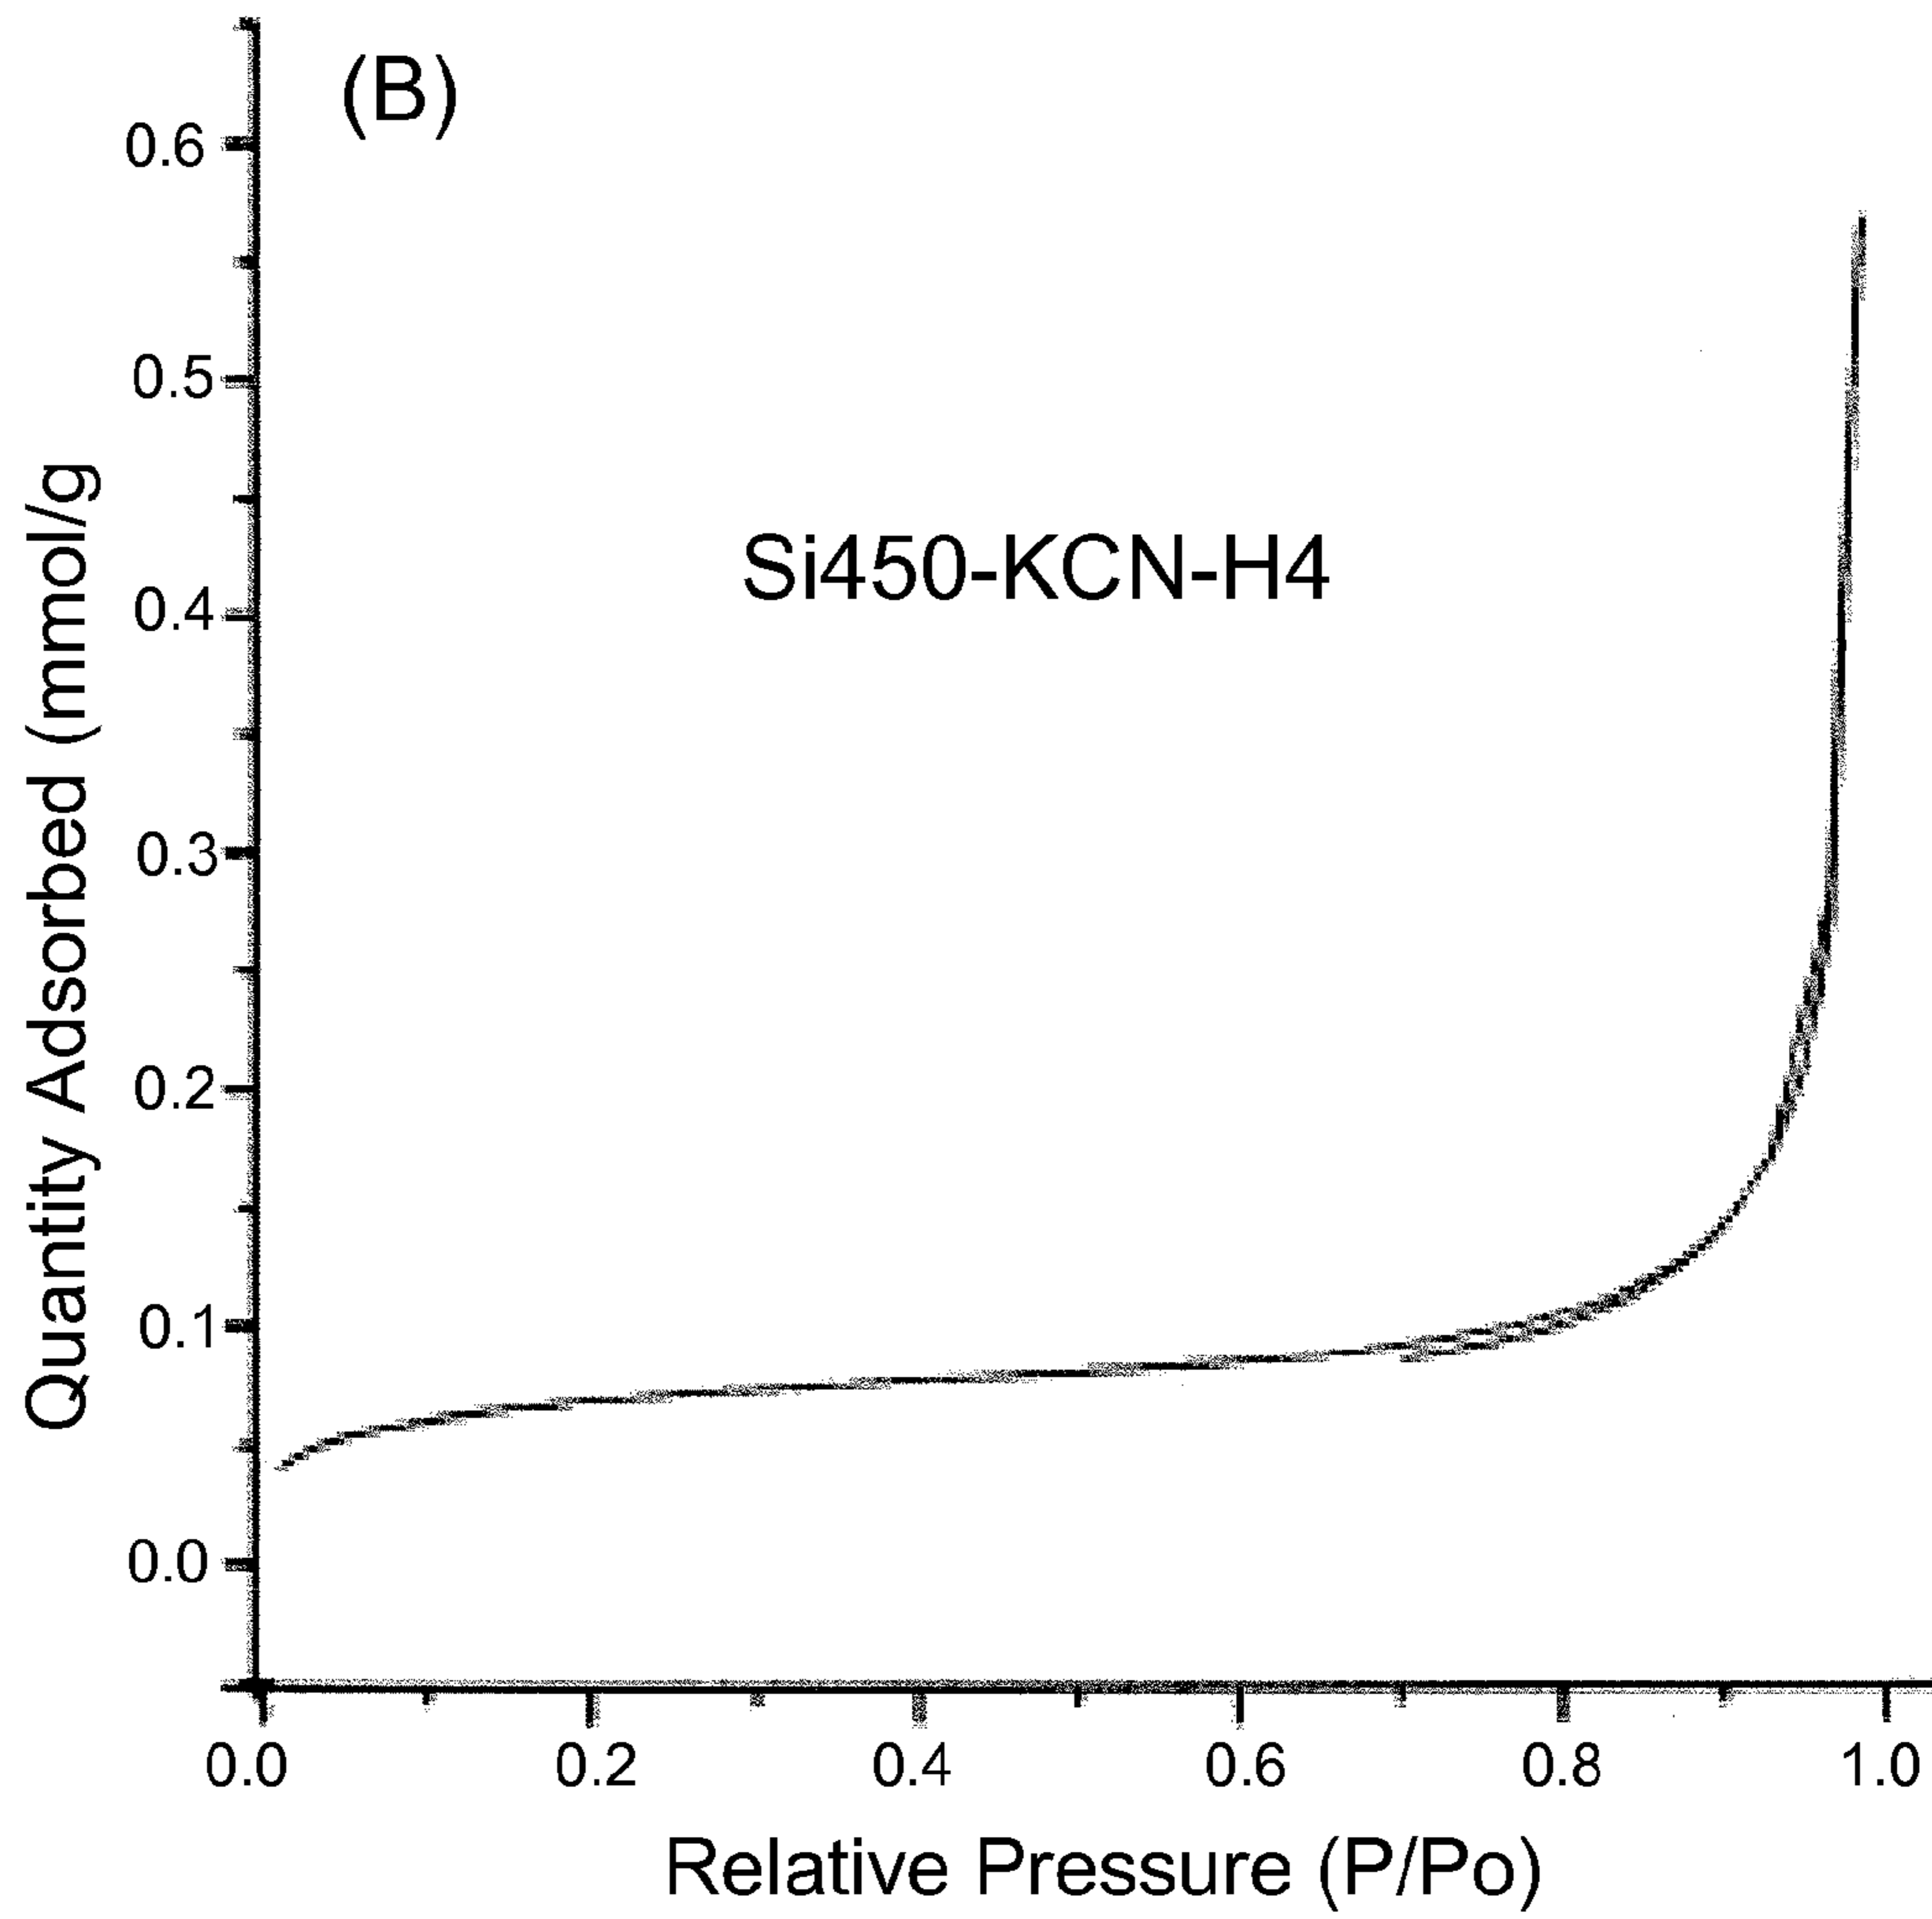 (B)
0.6
0.5
0.4
0.3
0.2
0.1
0.0
Quantity Adsorbed (mmol/g
Si450-KCN-H4
0.0 0.2 0.4 0.6 0.8 1.0
Relative Pressure (P/Po)